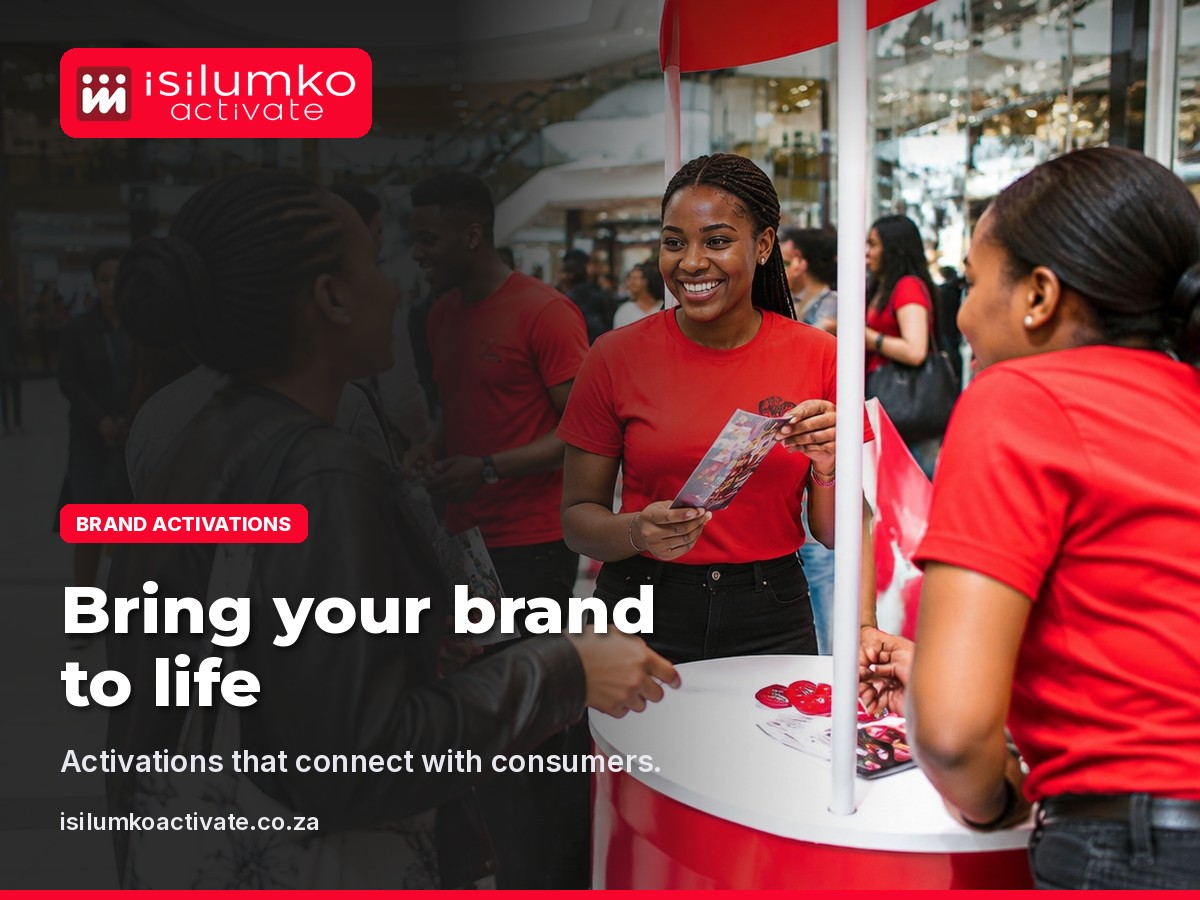 isilumko
activate
BRAND ACTIVATIONS
Bring your brand
to life
Activations that connect with consumers.
isilumkoactivate.co.za